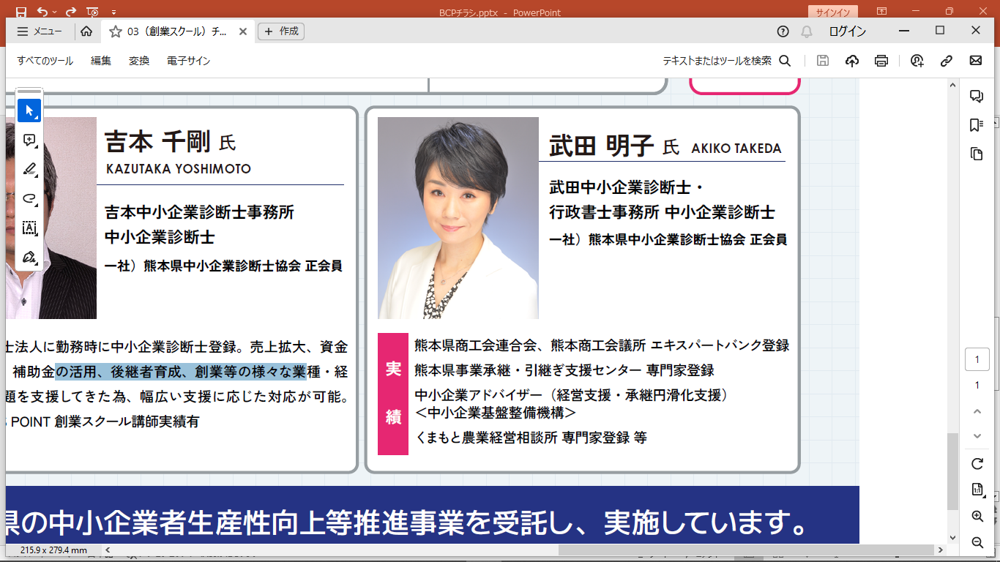 BCPチラシ.pptx - PowerPoint
サインイン
メニュー
03（創業スクール）チ...
作成
ログイン
すべてのツール
編集
変換
電子サイン
テキストまたはツールを検索
吉本 千剛 氏
KAZUTAKA YOSHIMOTO
吉本中小企業診断士事務所
中小企業診断士
一社）熊本県中小企業診断士協会 正会員
士法人に勤務時に中小企業診断士登録。売上拡大、資金
補助金の活用、後継者育成、創業等の様々な業種・経
題を支援してきた為、幅広い支援に応じた対応が可能。
POINT 創業スクール講師実績有
武田 明子 氏 AKIKO TAKEDA
武田中小企業診断士・
行政書士事務所 中小企業診断士
一社）熊本県中小企業診断士協会 正会員
実績
熊本県商工会連合会、熊本商工会議所 エキスパートバンク登録
熊本県事業承継・引継ぎ支援センター 専門家登録
中小企業アドバイザー（経営支援・承継円滑化支援）
＜中小企業基盤整備機構＞
くまもと農業経営相談所 専門家登録 等
県の中小企業者生産性向上等推進事業を受託し、実施しています。
1
1
215.9 x 279.4 mm